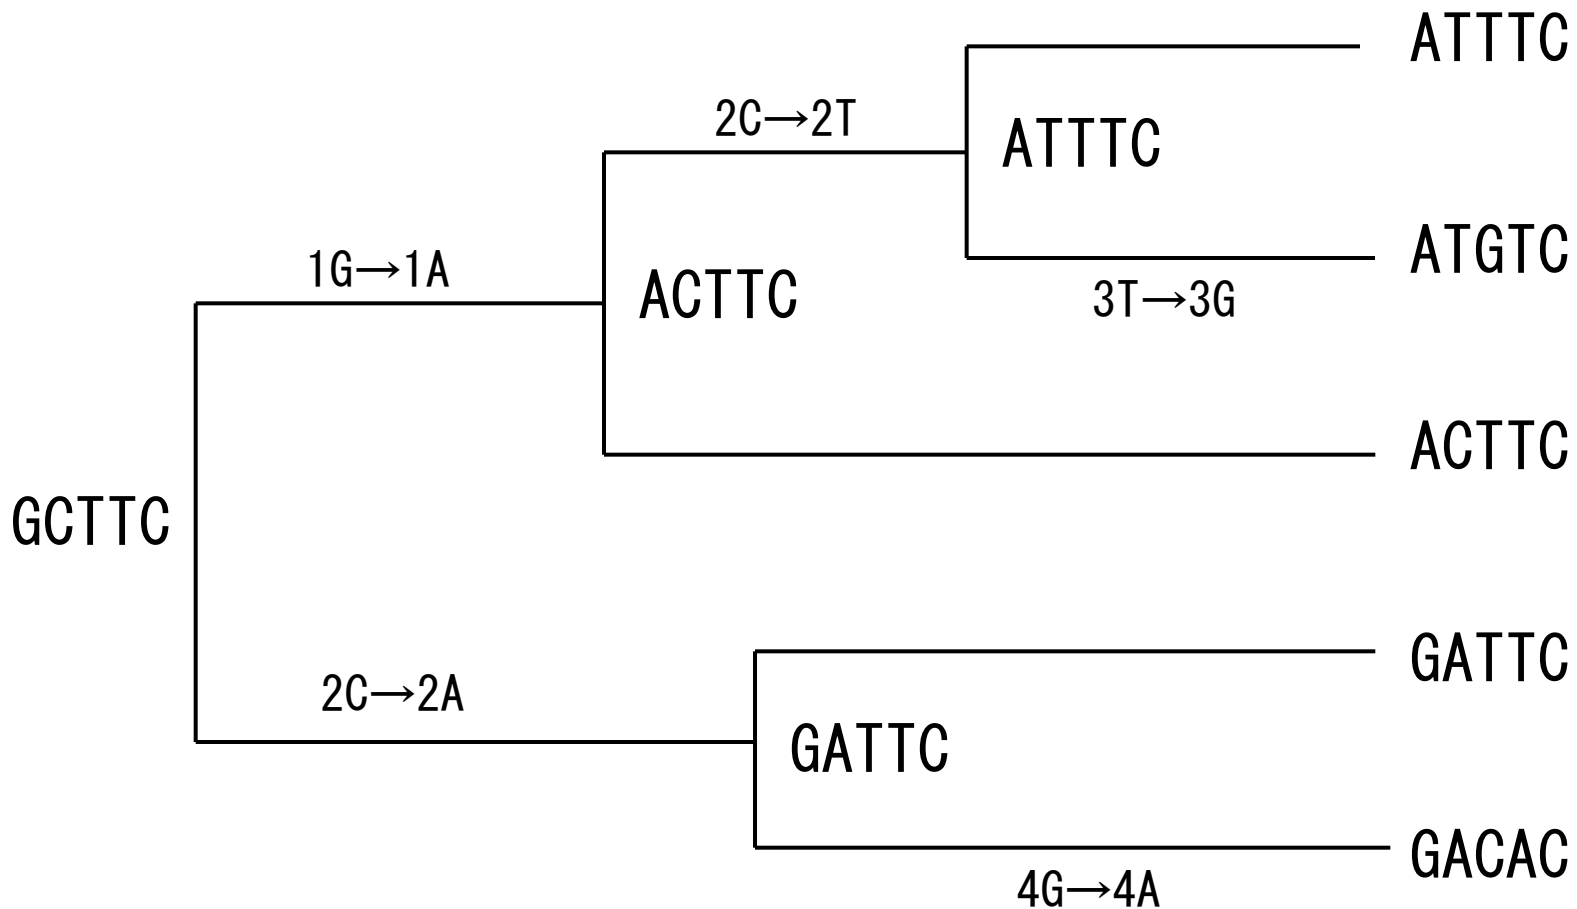 ATTTC
2C→2T
ATTTC
1G→1A
ATGTC
ACTTC
3T→3G
ACTTC
GCTTC
GATTC
2C→2A
GATTC
GACAC
4G→4A